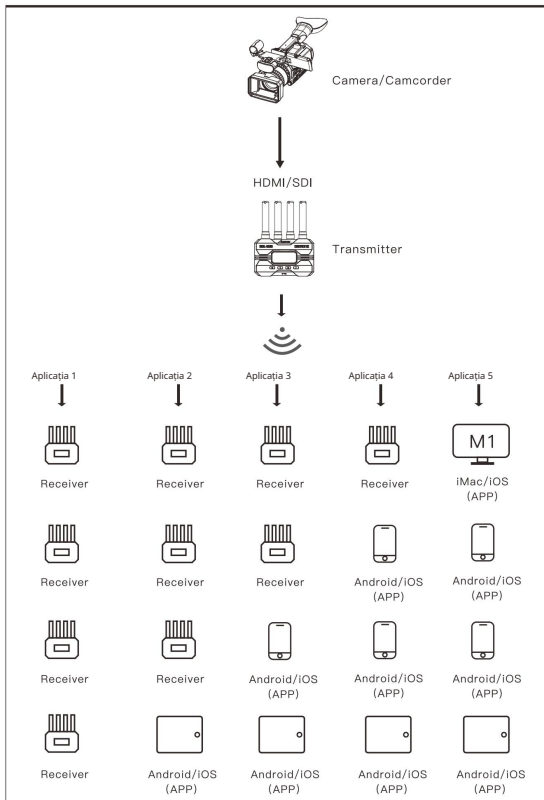 Camera/Camcorder
HDMI/SDI
Transmitter
Aplicația 1 Aplicația 2 Aplicația 3 Aplicația 4 Aplicația 5
M1
Receiver Receiver Receiver Receiver iMac/iOS
(APP)
Receiver Receiver Receiver Android/iOS Android/iOS
(APP) (APP)
Receiver Receiver Android/iOS Android/iOS Android/iOS
(APP) (APP) (APP)
Receiver Android/iOS Android/iOS Android/iOS Android/iOS
(APP) (APP) (APP) (APP)